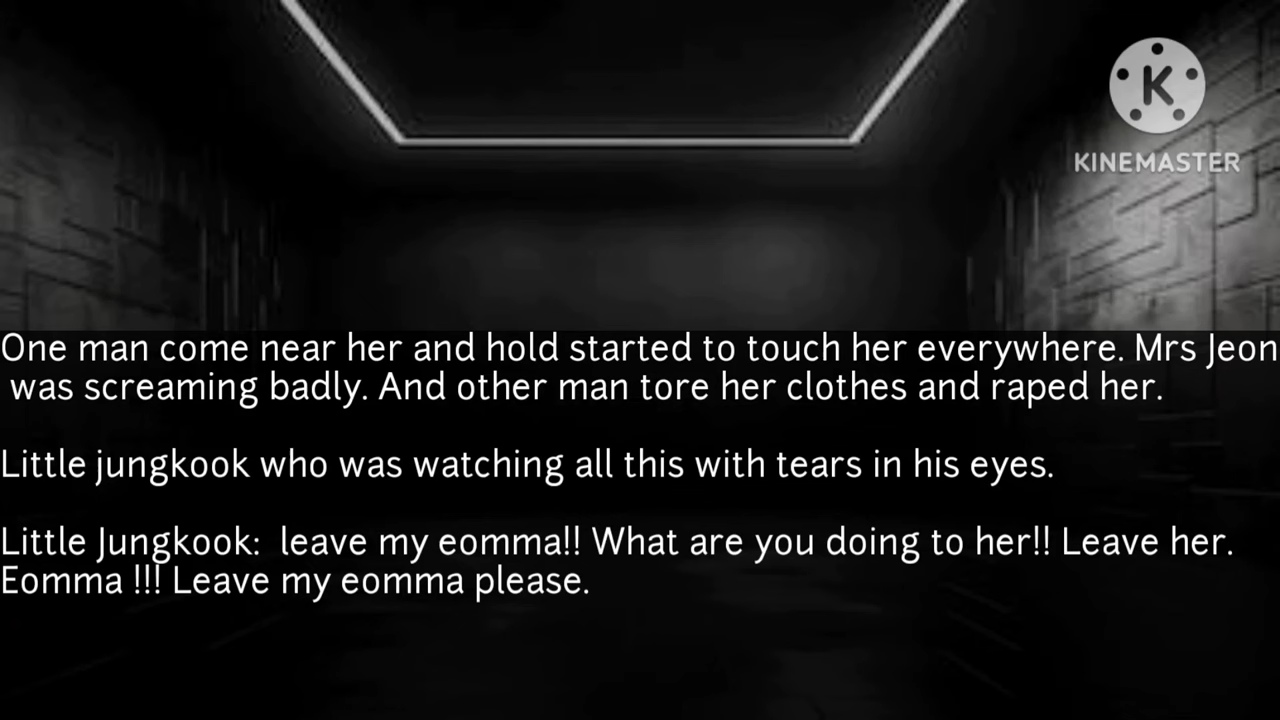 KINEMASTER
One man come near her and hold started to touch her everywhere. Mrs Jeon
was screaming badly. And other man tore her clothes and raped her.
Little jungkook who was watching all this with tears in his eyes.
Little Jungkook: leave my eomma!! What are you doing to her!! Leave her.
Eomma !!! Leave my eomma please.